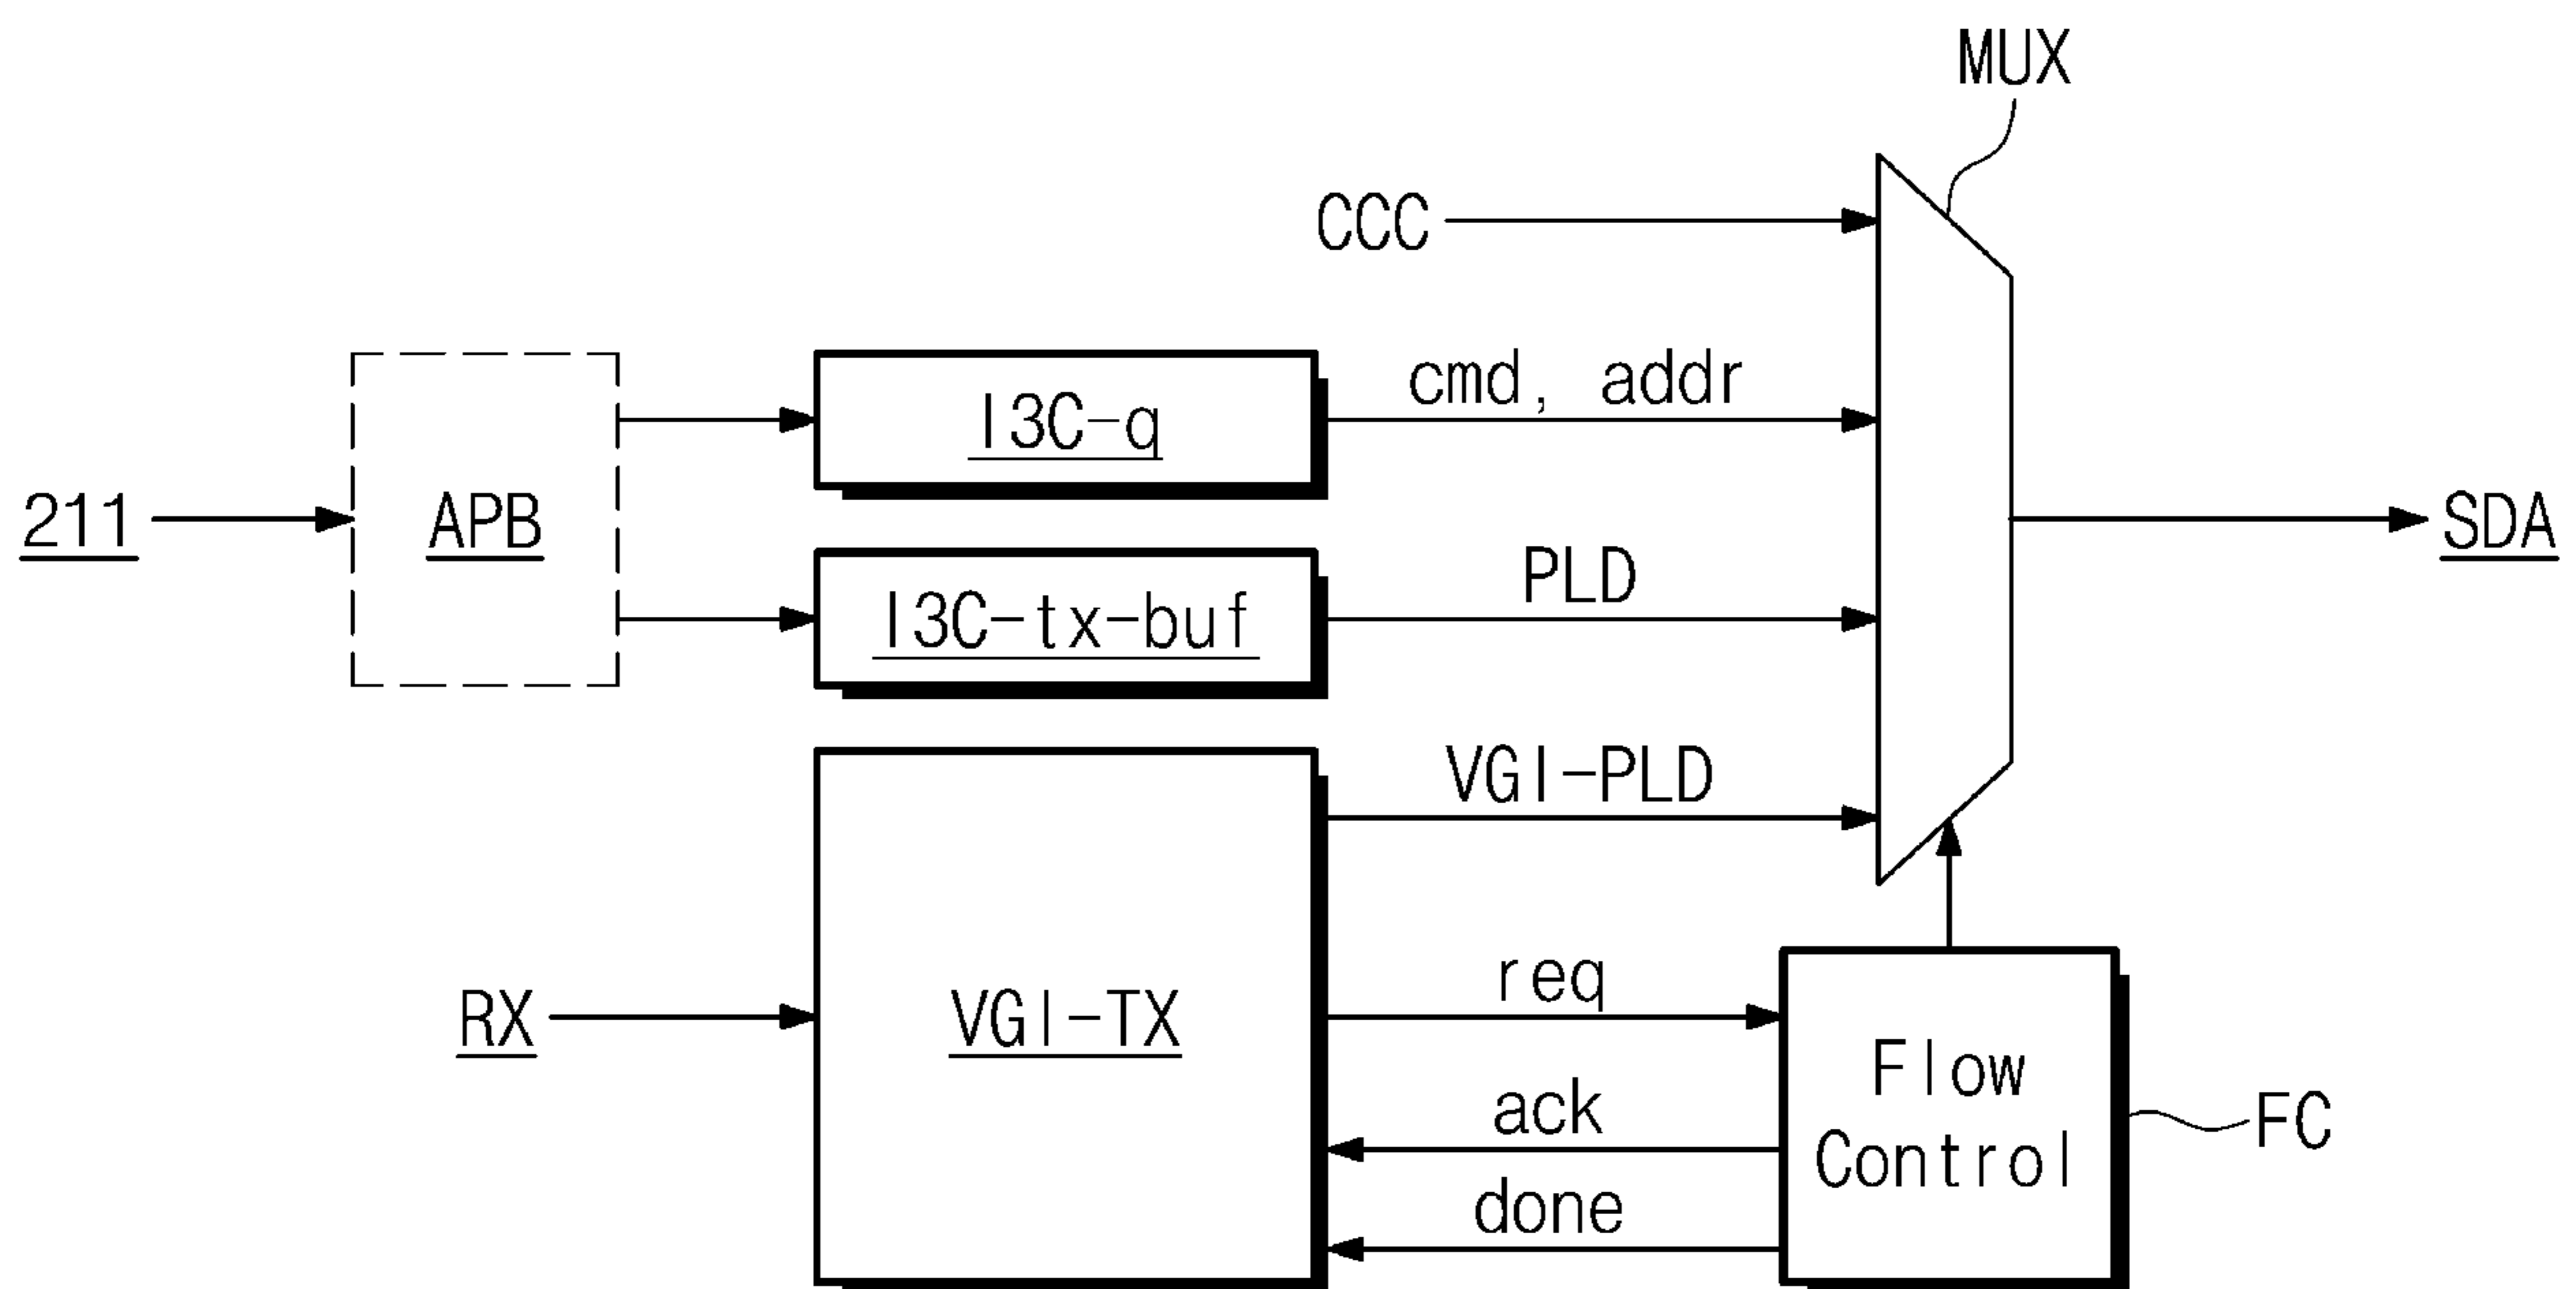 MUX
CCC
I3C-q
cmd, addr
211
APB
SDA
I3C-tx-buf
PLD
VGI-PLD
RX
VGI-TX
req
ack
done
Flow
Control
FC